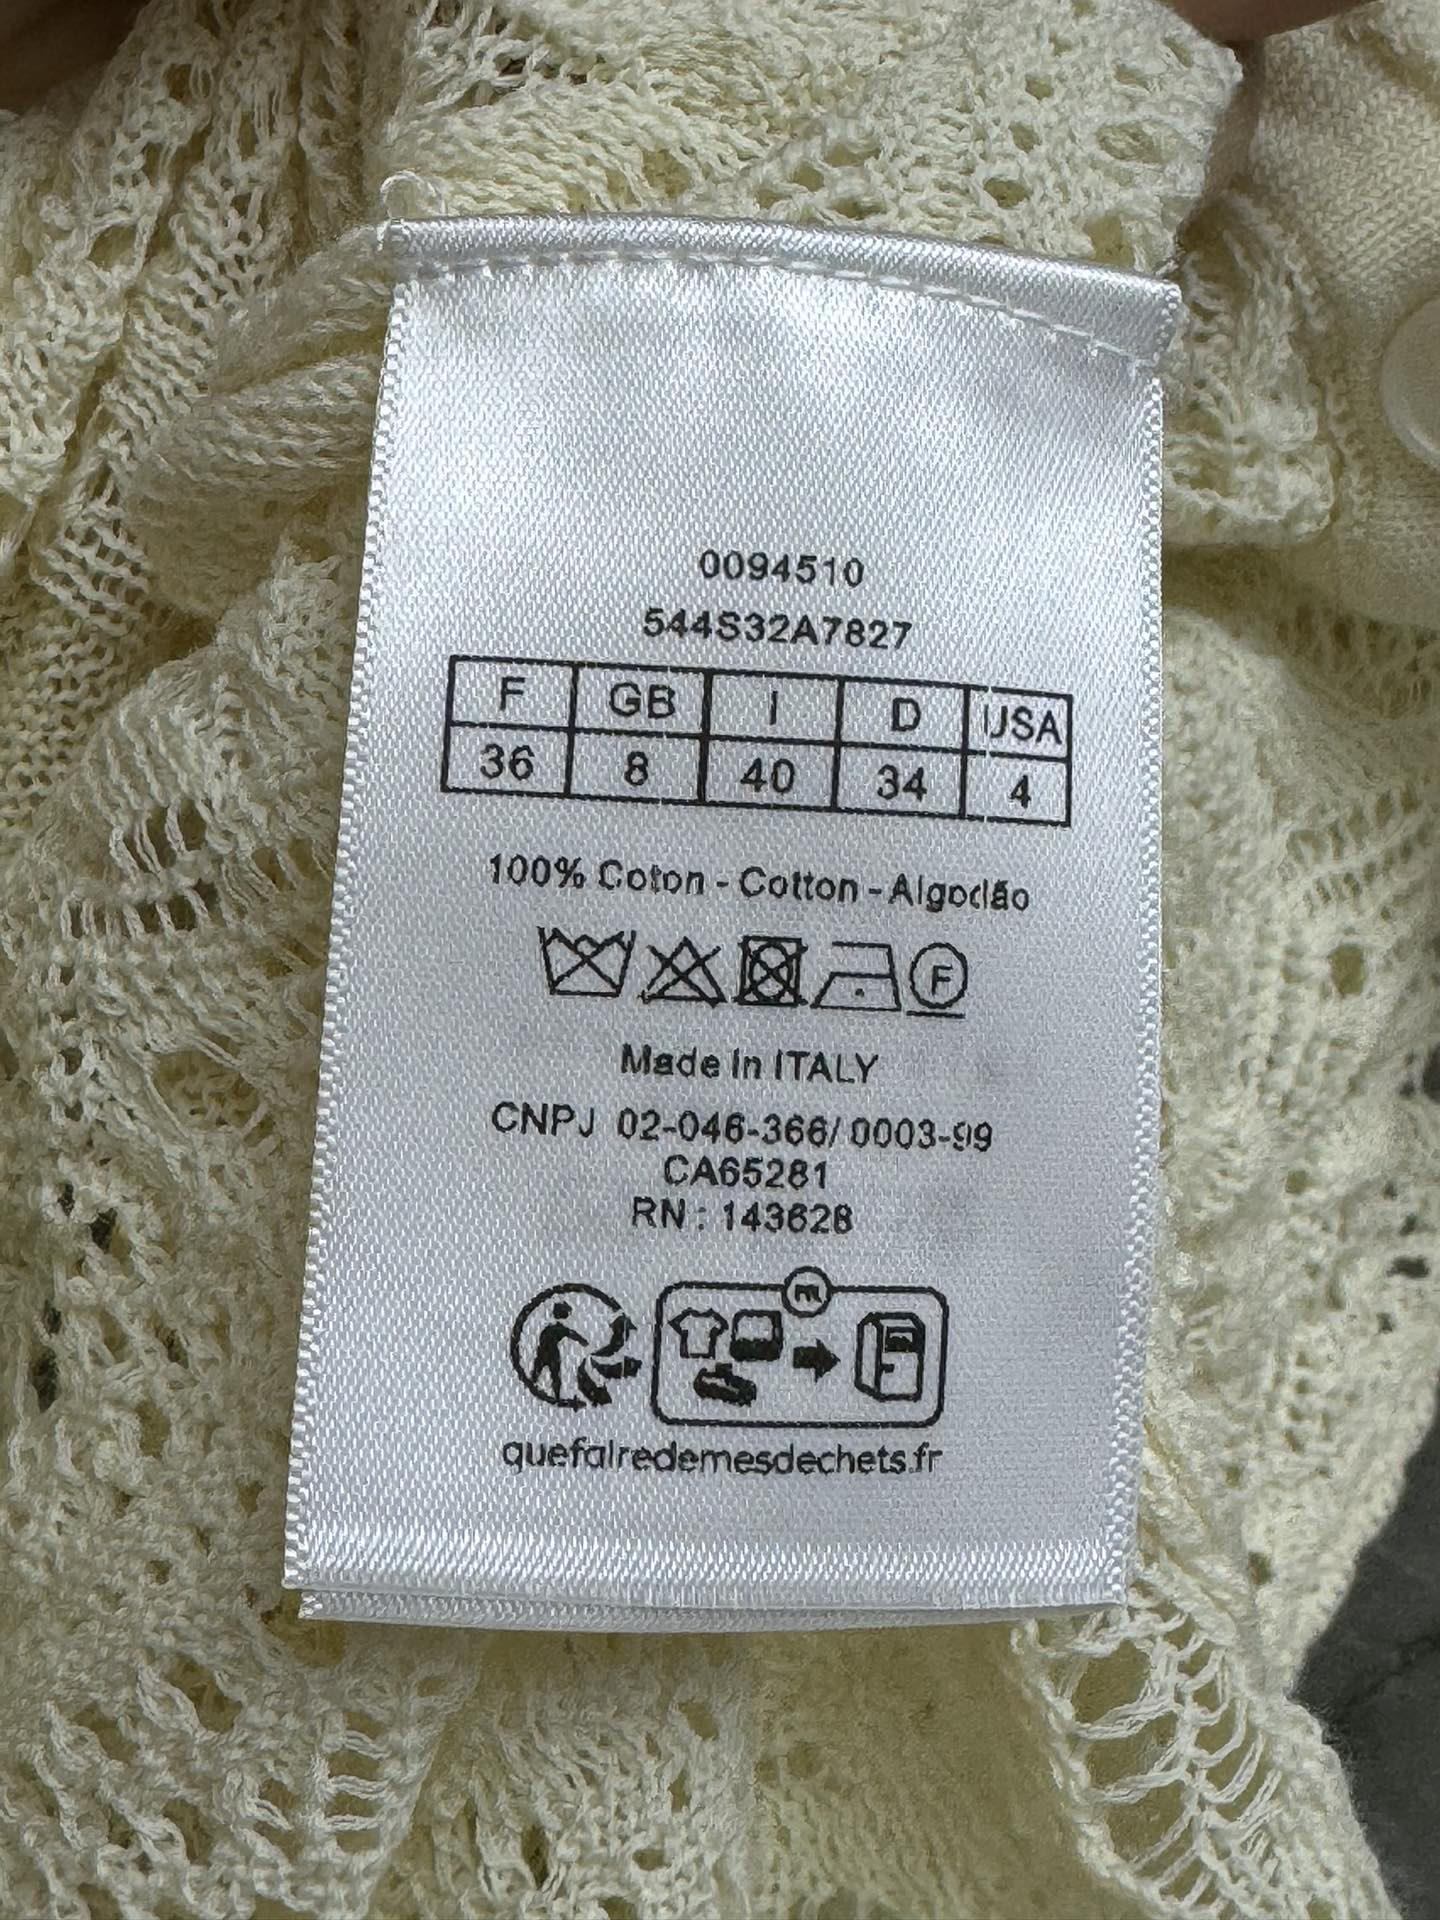 0094510
544S32A7827
F GB I D USA
36 8 40 34 4
100% Coton - Cotton - Algodão
F
Made In ITALY
CNPJ 02-046-366/ 0003-99
CA65281
RN : 143628
quefairedemesdechets.fr